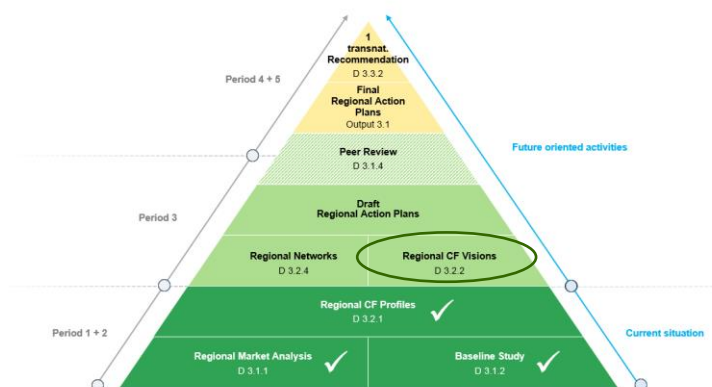 1
transnat.
Recommendation
D 3.3.2
Period 4 + 5
Final
Regional Action
Plans
Output 3.1
Peer Review
D 3.1.4
Future oriented activities
Draft
Regional Action Plans
Period 3
Regional Networks
D 3.2.4
Regional CF Visions
D 3.2.2
Regional CF Profiles
D 3.2.1
Period 1 + 2
Current situation
Regional Market Analysis
D 3.1.1
Baseline Study
D 3.1.2